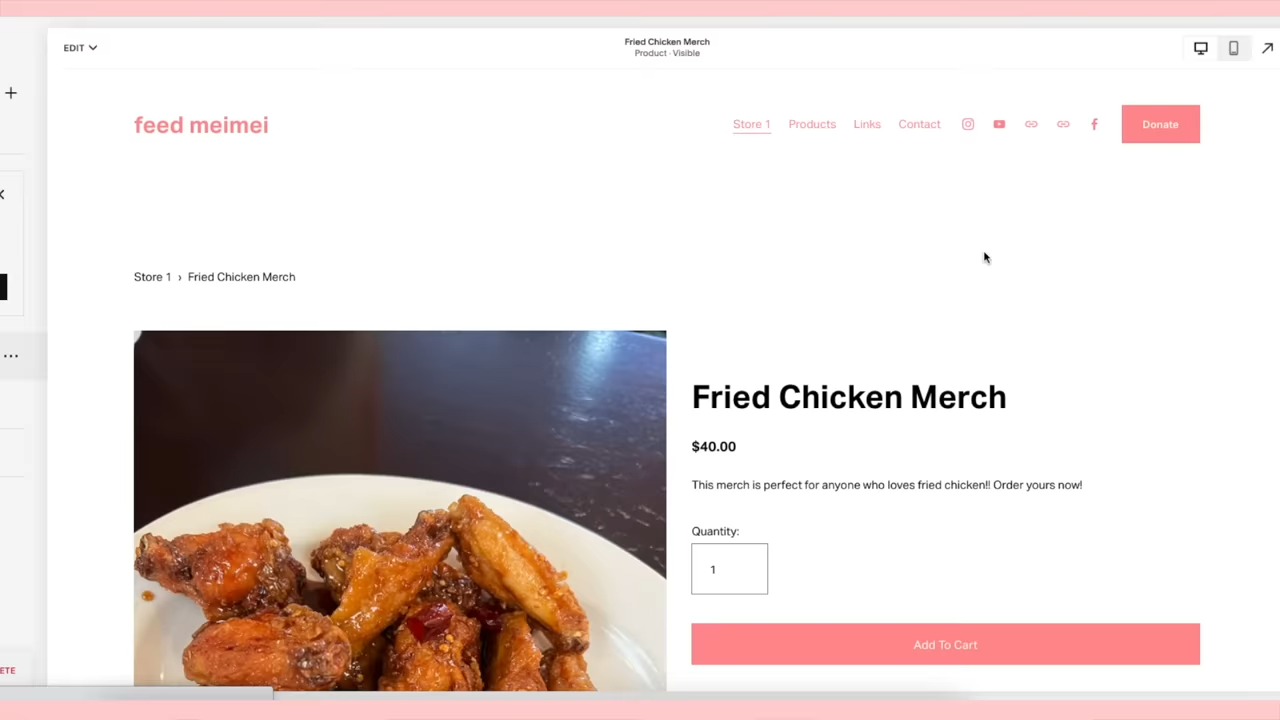 EDIT
Fried Chicken Merch
Product · Visible
feed meimei
Store 1
Products
Links
Contact
Donate
Store 1 › Fried Chicken Merch
Fried Chicken Merch
$40.00
This merch is perfect for anyone who loves fried chicken!! Order yours now!
Quantity:
1
Add To Cart
ETE